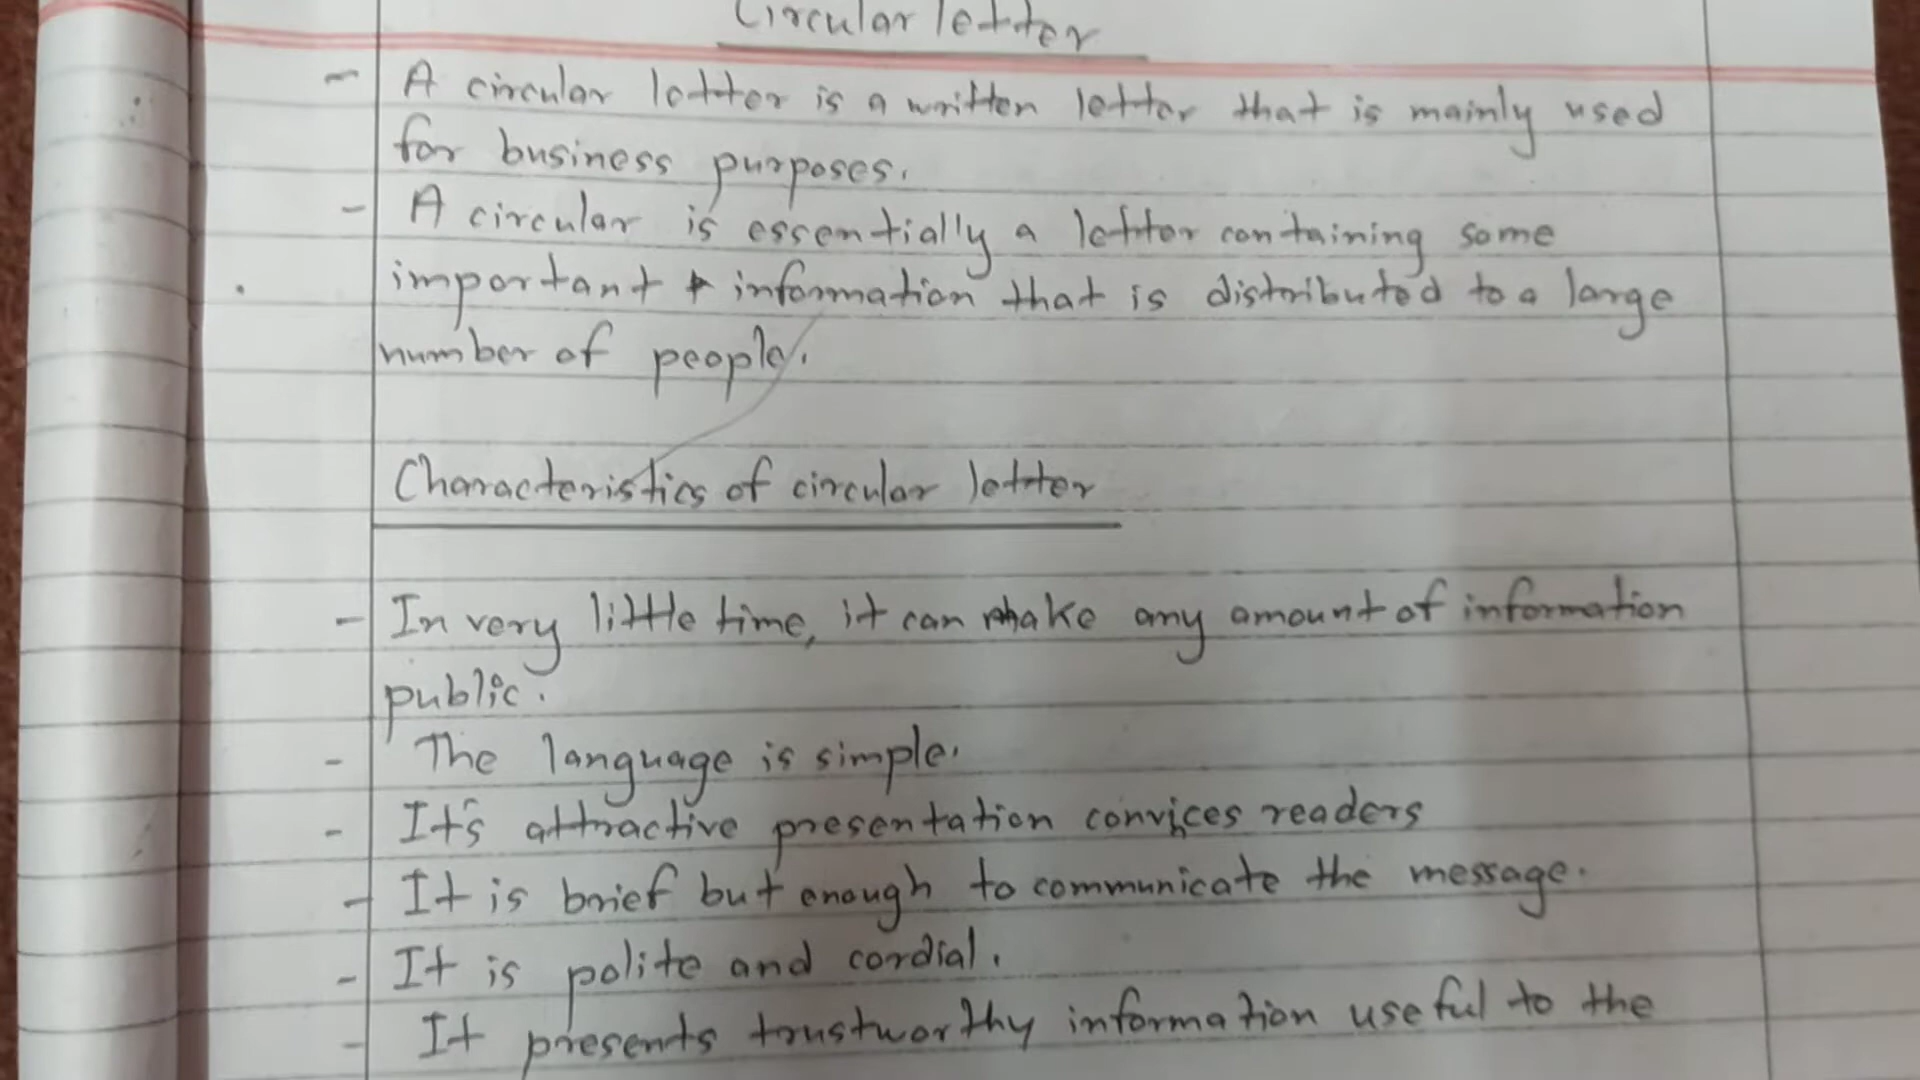 Circular letter
- A circular letter is a written letter that is mainly used
for business purposes.
- A circular is essentially a letter containing some
important information that is distributed to a large
number of people.
Characteristics of circular letter
- In very little time, it can make any amount of information
public.
- The language is simple.
- It's attractive presentation convices readers
- It is brief but enough to communicate the message.
- It is polite and cordial.
- It presents trustworthy information useful to the